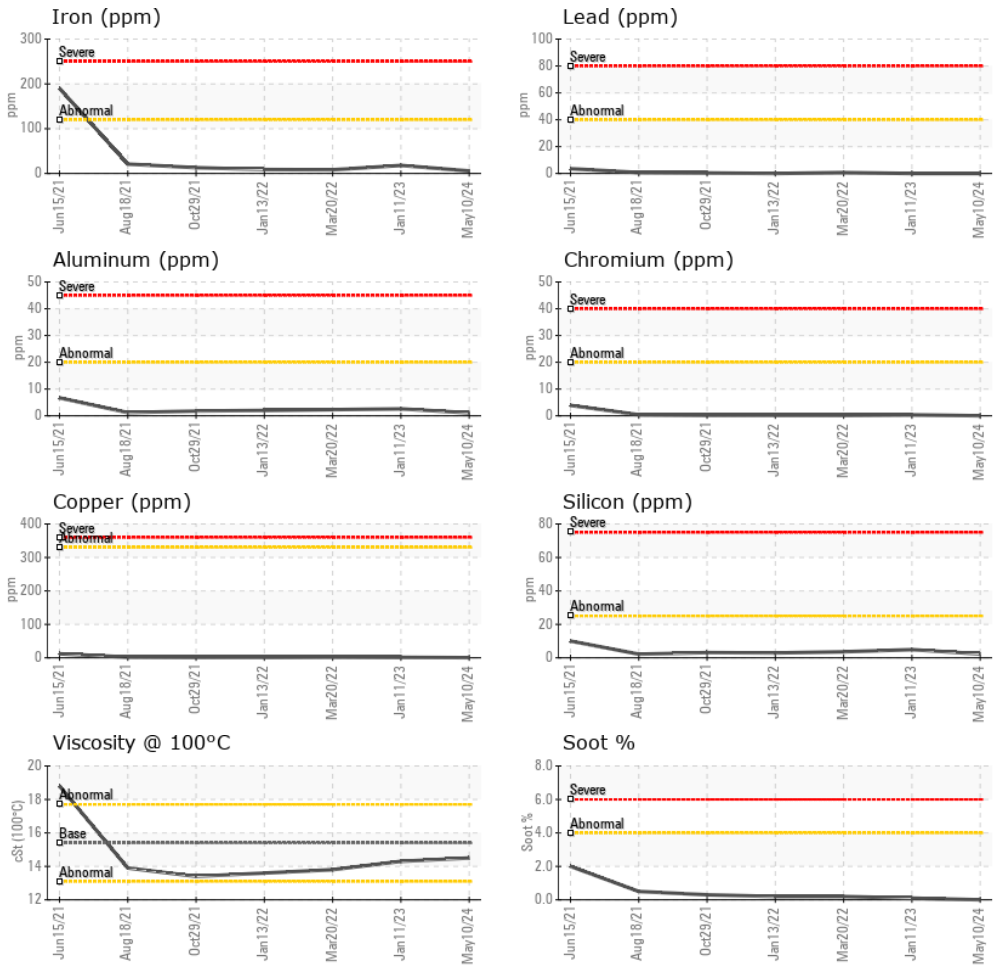 Iron (ppm)
300
200
100
0
ppm
Severe
Abnormal
Jun15/21
Aug18/21
Oct29/21
Jan13/22
Mar20/22
Jan11/23
May10/24
Lead (ppm)
100
80
60
40
20
0
ppm
Severe
Abnormal
Jun15/21
Aug18/21
Oct29/21
Jan13/22
Mar20/22
Jan11/23
May10/24
Aluminum (ppm)
50
40
30
20
10
0
ppm
Severe
Abnormal
Jun15/21
Aug18/21
Oct29/21
Jan13/22
Mar20/22
Jan11/23
May10/24
Chromium (ppm)
50
40
30
20
10
0
ppm
Severe
Abnormal
Jun15/21
Aug18/21
Oct29/21
Jan13/22
Mar20/22
Jan11/23
May10/24
Copper (ppm)
400
300
200
100
0
ppm
Severe
Abnormal
Jun15/21
Aug18/21
Oct29/21
Jan13/22
Mar20/22
Jan11/23
May10/24
Silicon (ppm)
80
60
40
20
0
ppm
Severe
Abnormal
Jun15/21
Aug18/21
Oct29/21
Jan13/22
Mar20/22
Jan11/23
May10/24
Viscosity @ 100°C
20
18
16
14
12
cSt (100°C)
Abnormal
Base
Abnormal
Jun15/21
Aug18/21
Oct29/21
Jan13/22
Mar20/22
Jan11/23
May10/24
Soot %
8.0
6.0
4.0
2.0
0.0
Soot %
Severe
Abnormal
Jun15/21
Aug18/21
Oct29/21
Jan13/22
Mar20/22
Jan11/23
May10/24